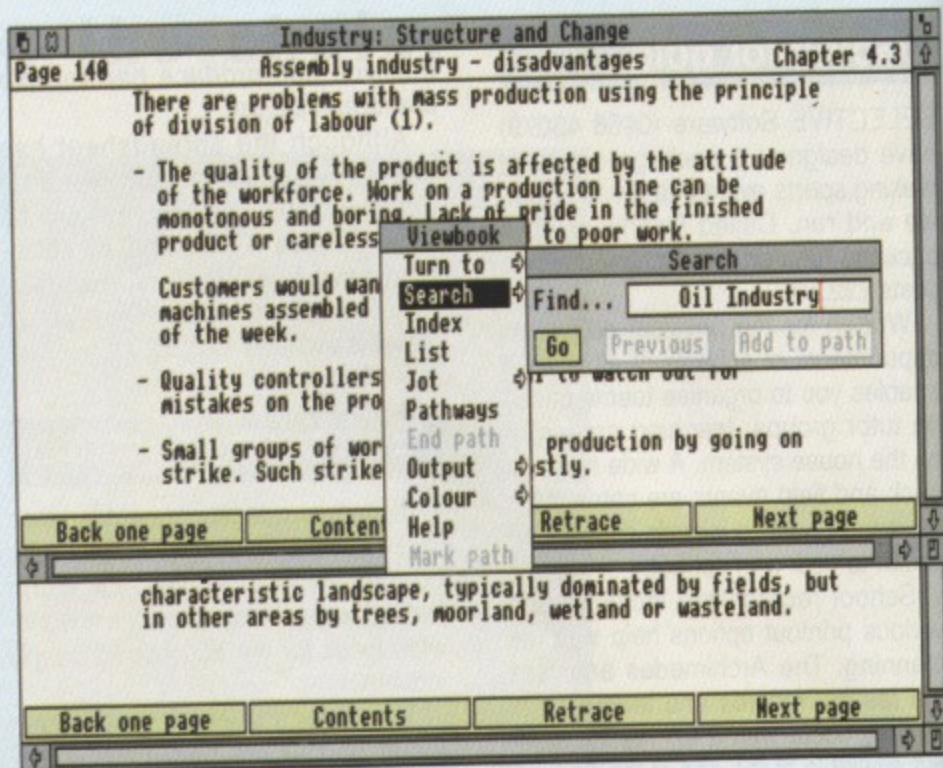 Industry: Structure and Change
Page 140 Assembly industry - disadvantages Chapter 4.3
There are problems with mass production using the principle
of division of labour (1).
- The quality of the product is affected by the attitude
of the workforce. Work on a production line can be
monotonous and boring. Lack of pride in the finished
product or careless
to poor work.
Customers would wan
machines assembled
of the week.
- Quality controllers
to watch out for
mistakes on the pro
- Small groups of wor
production by going on
strike. Such strike
stly.
Viewbook
Turn to
Search
Index
List
Jot
Pathways
End path
Output
Colour
Help
Mark path
Search
Find... Oil Industry
Go Previous Add to path
Back one page Content Retrace Next page
characteristic landscape, typically dominated by fields, but
in other areas by trees, moorland, wetland or wasteland.
Back one page Contents Retrace Next page